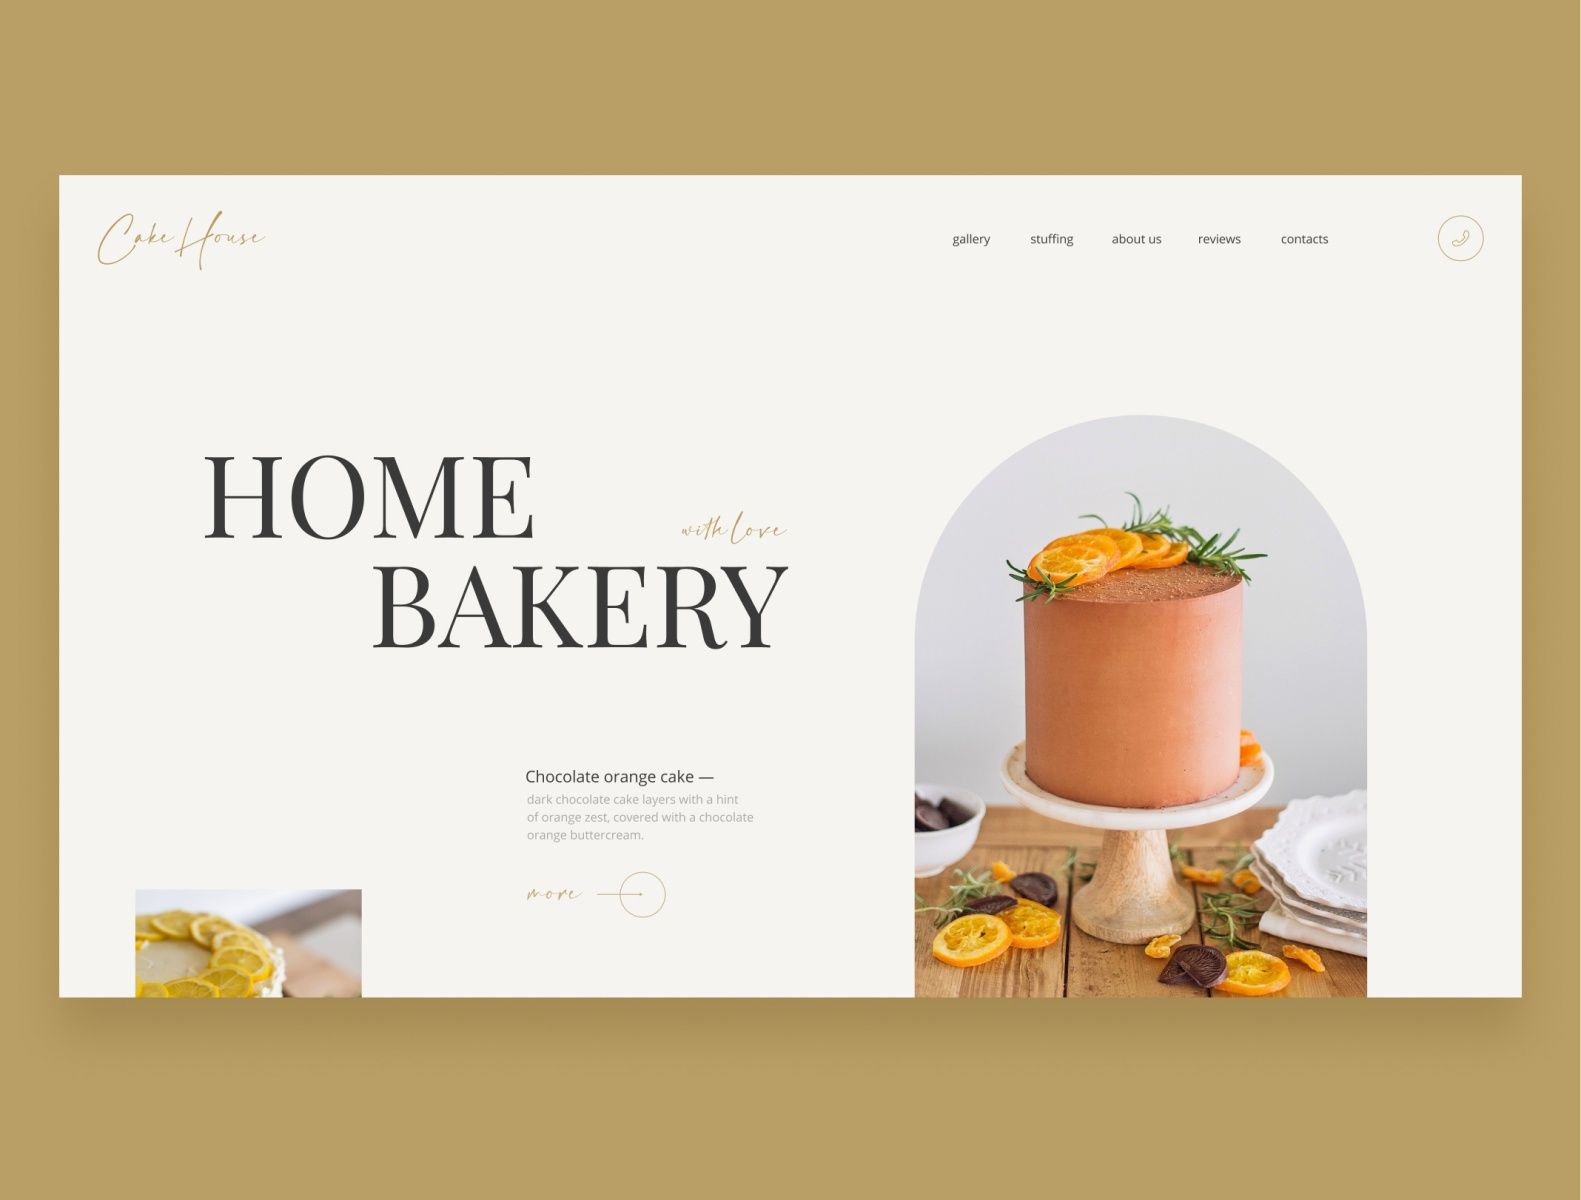 Cake House
gallery stuffing about us reviews contacts
HOME
with love
BAKERY
Chocolate orange cake —
dark chocolate cake layers with a hint
of orange zest, covered with a chocolate
orange buttercream.
more